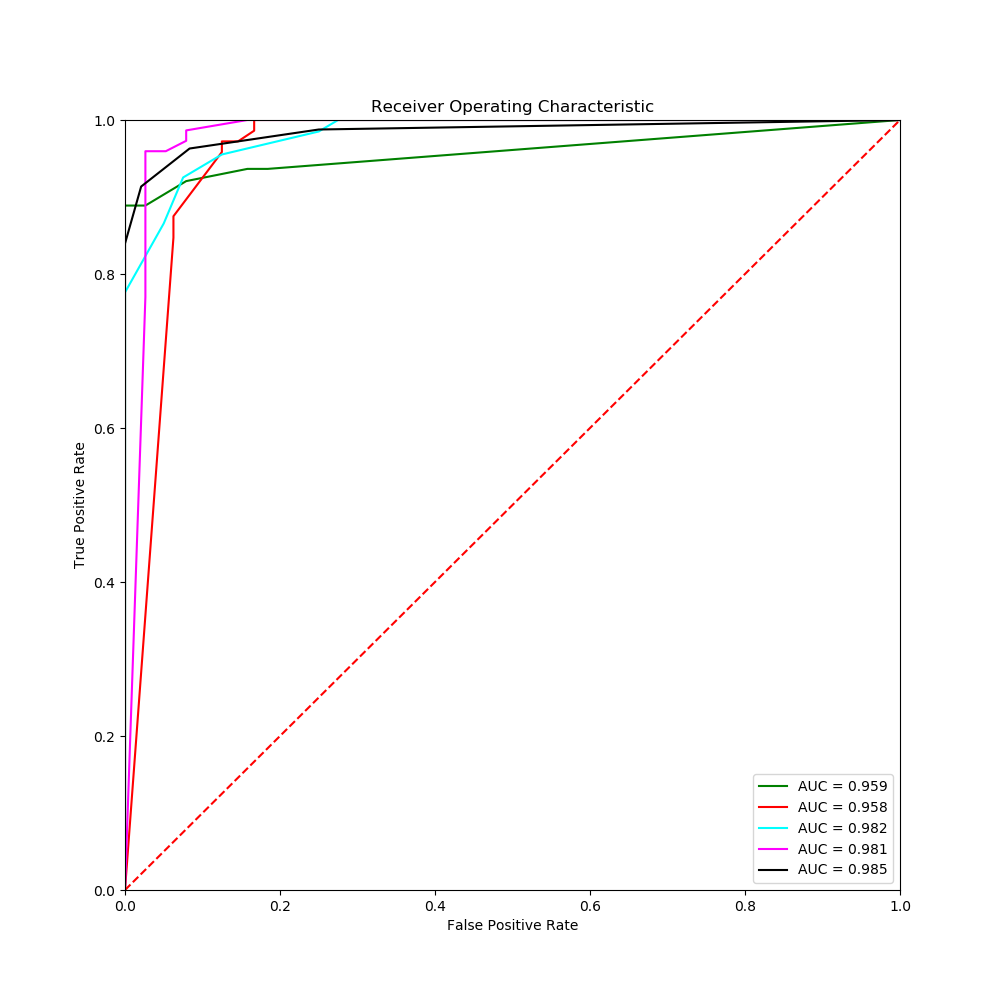 Receiver Operating Characteristic
1.0
0.8
0.6
0.4
0.2
0.0
True Positive Rate
0.0 0.2 0.4 0.6 0.8 1.0
False Positive Rate
AUC = 0.959
AUC = 0.958
AUC = 0.982
AUC = 0.981
AUC = 0.985